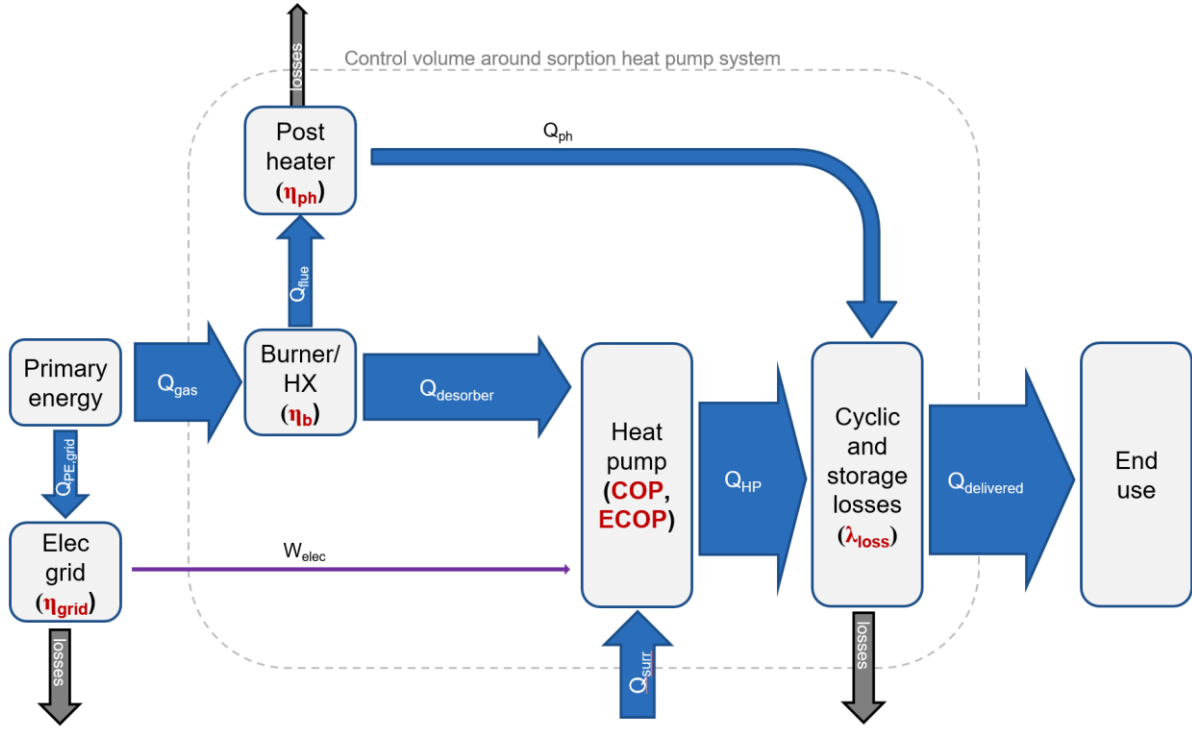 losses
Control volume around sorption heat pump system
Post
heater
(ηph)
Qph
Qflue
Primary
energy
Qgas
Burner/
HX
(ηb)
Qdesorber
QPE,grid
Elec
grid
(ηgrid)
Welec
Heat
pump
(COP,
ECOP)
QHP
Cyclic
and
storage
losses
(λloss)
Qdelivered
End
use
losses
Qsurr
losses